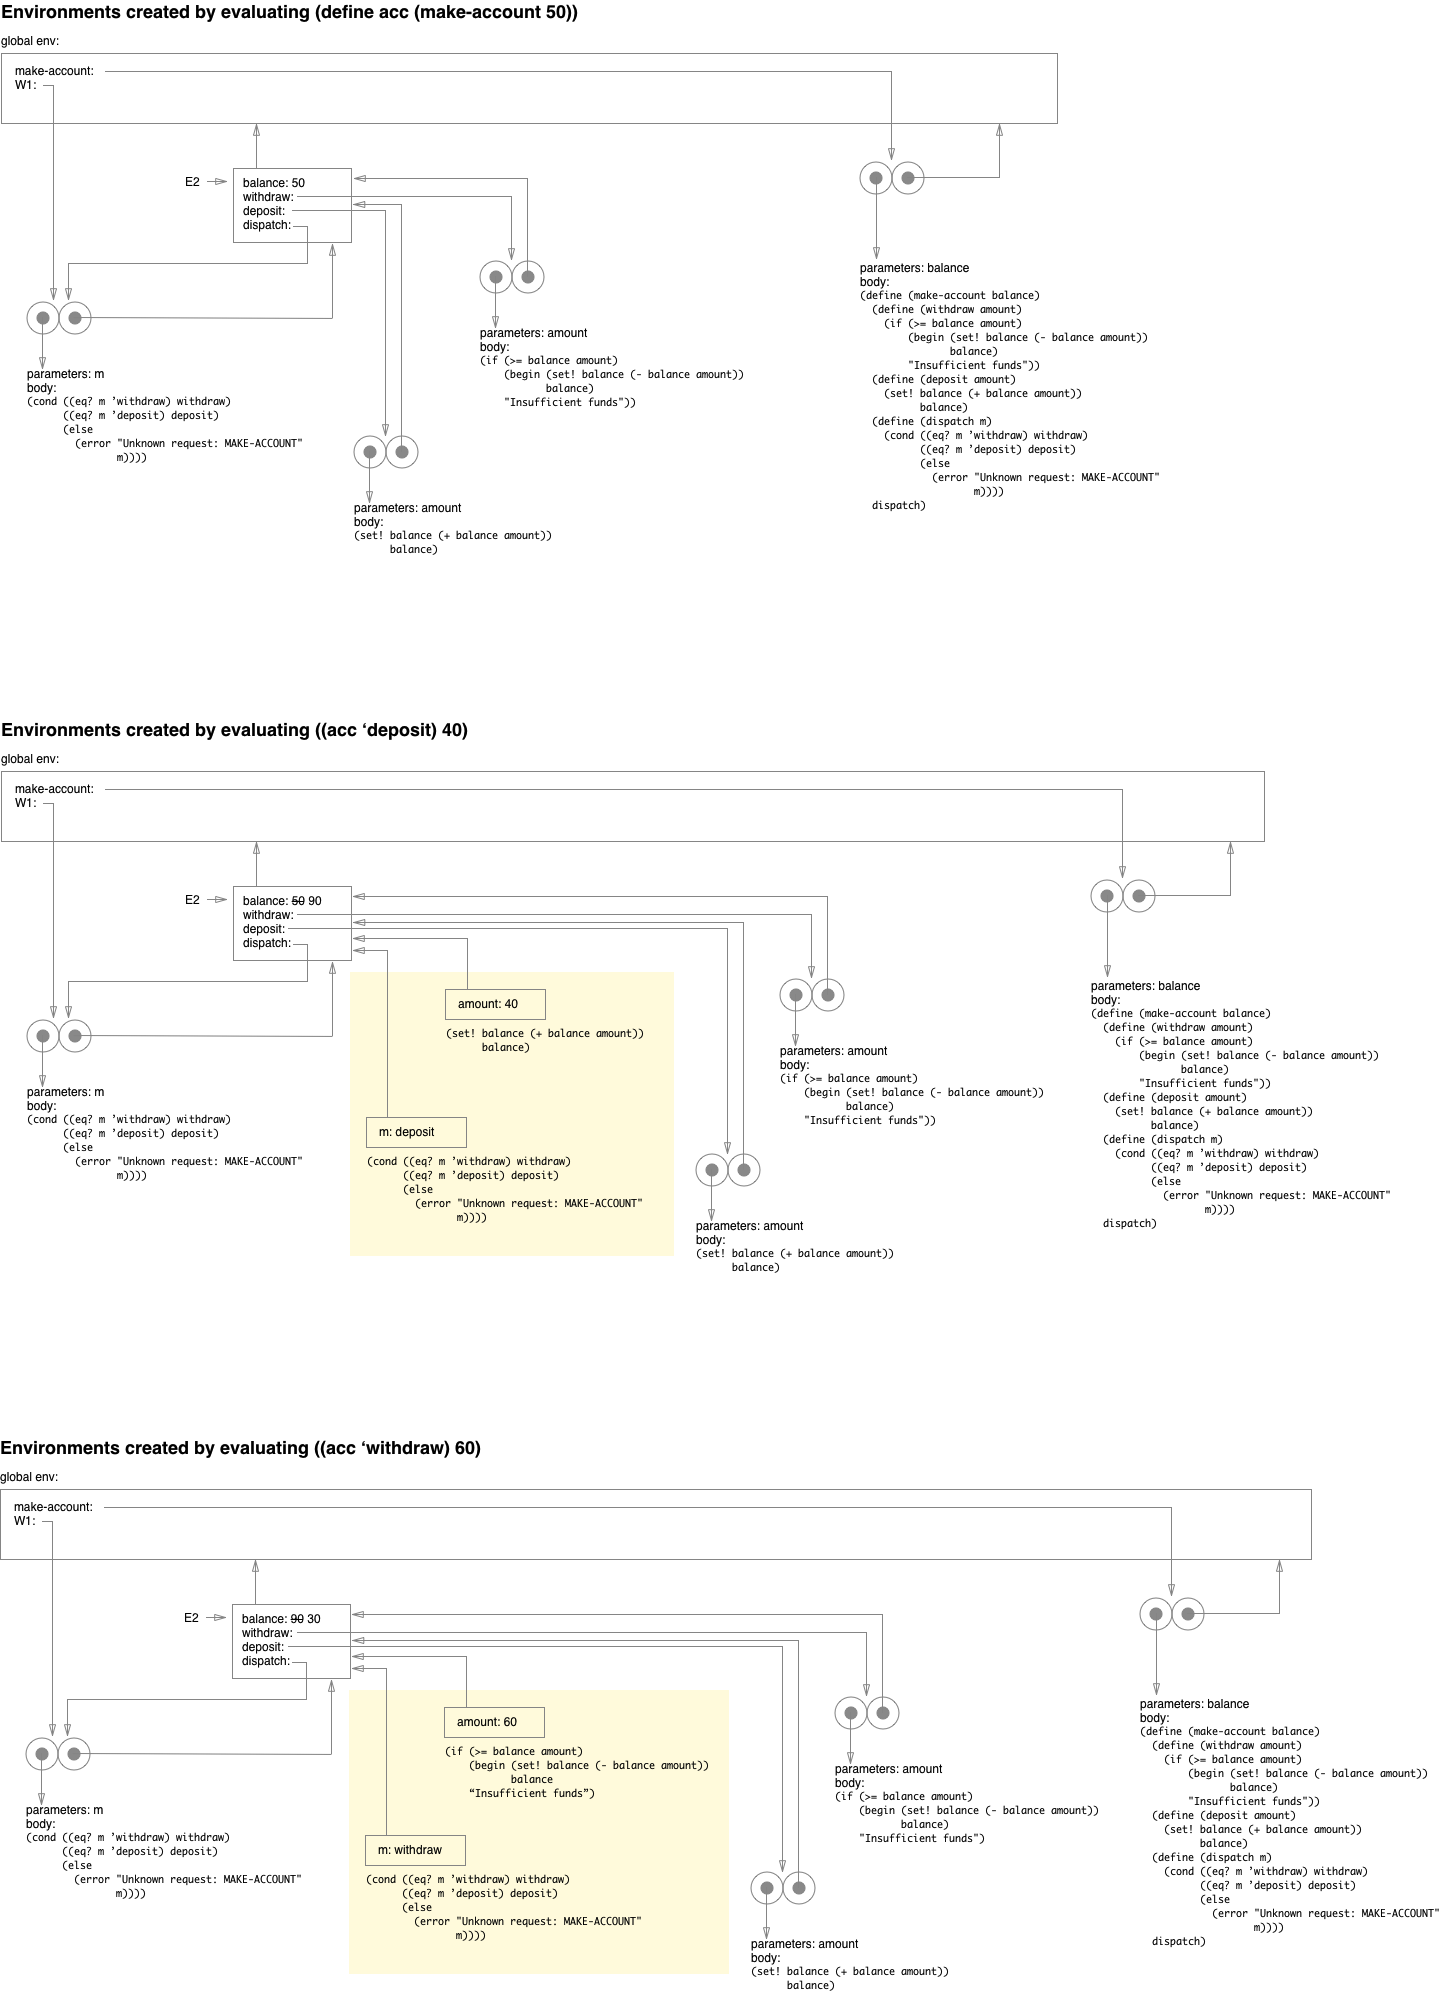 Environments created by evaluating (define acc (make-account 50))
global env:
make-account:
W1:
E2
balance: 50
withdraw:
deposit:
dispatch:
parameters: m
body:
(cond ((eq? m ’withdraw) withdraw)
((eq? m ’deposit) deposit)
(else
(error "Unknown request: MAKE-ACCOUNT"
m))))
parameters: amount
body:
(if (>= balance amount)
(begin (set! balance (- balance amount))
balance)
"Insufficient funds"))
parameters: amount
body:
(set! balance (+ balance amount))
balance)
parameters: balance
body:
(define (make-account balance)
(define (withdraw amount)
(if (>= balance amount)
(begin (set! balance (- balance amount))
balance)
"Insufficient funds"))
(define (deposit amount)
(set! balance (+ balance amount))
balance)
(define (dispatch m)
(cond ((eq? m ’withdraw) withdraw)
((eq? m ’deposit) deposit)
(else
(error "Unknown request: MAKE-ACCOUNT"
m))))
dispatch)
Environments created by evaluating ((acc ‘deposit) 40)
global env:
make-account:
W1:
E2
balance: 50 90
withdraw:
deposit:
dispatch:
parameters: m
body:
(cond ((eq? m ’withdraw) withdraw)
((eq? m ’deposit) deposit)
(else
(error "Unknown request: MAKE-ACCOUNT"
m))))
amount: 40
(set! balance (+ balance amount))
balance)
m: deposit
(cond ((eq? m ’withdraw) withdraw)
((eq? m ’deposit) deposit)
(else
(error "Unknown request: MAKE-ACCOUNT"
m))))
parameters: amount
body:
(if (>= balance amount)
(begin (set! balance (- balance amount))
balance)
"Insufficient funds"))
parameters: amount
body:
(set! balance (+ balance amount))
balance)
parameters: balance
body:
(define (make-account balance)
(define (withdraw amount)
(if (>= balance amount)
(begin (set! balance (- balance amount))
balance)
"Insufficient funds"))
(define (deposit amount)
(set! balance (+ balance amount))
balance)
(define (dispatch m)
(cond ((eq? m ’withdraw) withdraw)
((eq? m ’deposit) deposit)
(else
(error "Unknown request: MAKE-ACCOUNT"
m))))
dispatch)
Environments created by evaluating ((acc ‘withdraw) 60)
global env:
make-account:
W1:
E2
balance: 90 30
withdraw:
deposit:
dispatch:
parameters: m
body:
(cond ((eq? m ’withdraw) withdraw)
((eq? m ’deposit) deposit)
(else
(error "Unknown request: MAKE-ACCOUNT"
m))))
amount: 60
(if (>= balance amount)
(begin (set! balance (- balance amount))
balance
“Insufficient funds”)
m: withdraw
(cond ((eq? m ’withdraw) withdraw)
((eq? m ’deposit) deposit)
(else
(error "Unknown request: MAKE-ACCOUNT"
m))))
parameters: amount
body:
(if (>= balance amount)
(begin (set! balance (- balance amount))
balance)
"Insufficient funds")
parameters: amount
body:
(set! balance (+ balance amount))
balance)
parameters: balance
body:
(define (make-account balance)
(define (withdraw amount)
(if (>= balance amount)
(begin (set! balance (- balance amount))
balance)
"Insufficient funds"))
(define (deposit amount)
(set! balance (+ balance amount))
balance)
(define (dispatch m)
(cond ((eq? m ’withdraw) withdraw)
((eq? m ’deposit) deposit)
(else
(error "Unknown request: MAKE-ACCOUNT"
m))))
dispatch)